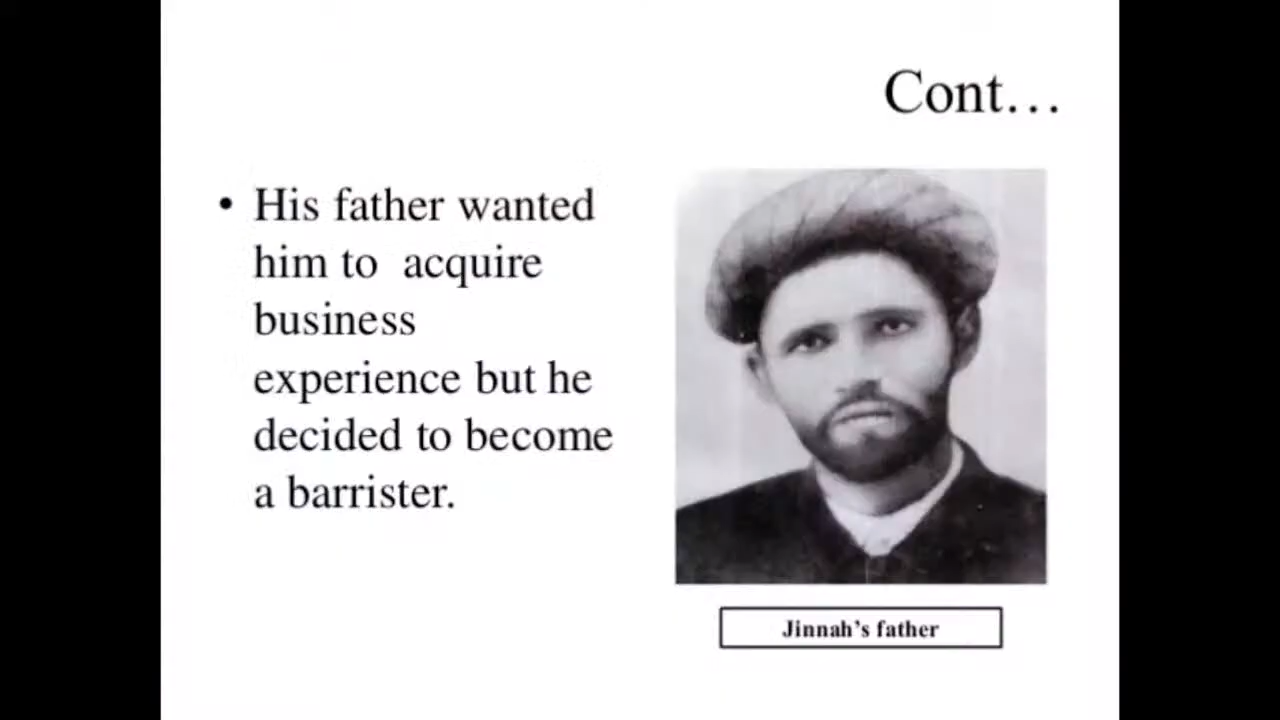 Cont…
• His father wanted
him to  acquire
business
experience but he
decided to become
a barrister.
Jinnah’s father